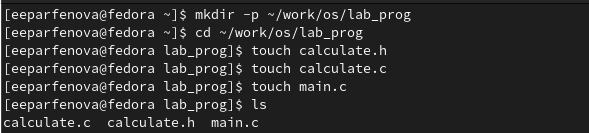 [eeparfenova@fedora ~]$ mkdir -p ~/work/os/lab_prog
[eeparfenova@fedora ~]$ cd ~/work/os/lab_prog
[eeparfenova@fedora lab_prog]$ touch calculate.h
[eeparfenova@fedora lab_prog]$ touch calculate.c
[eeparfenova@fedora lab_prog]$ touch main.c
[eeparfenova@fedora lab_prog]$ ls
calculate.c  calculate.h  main.c